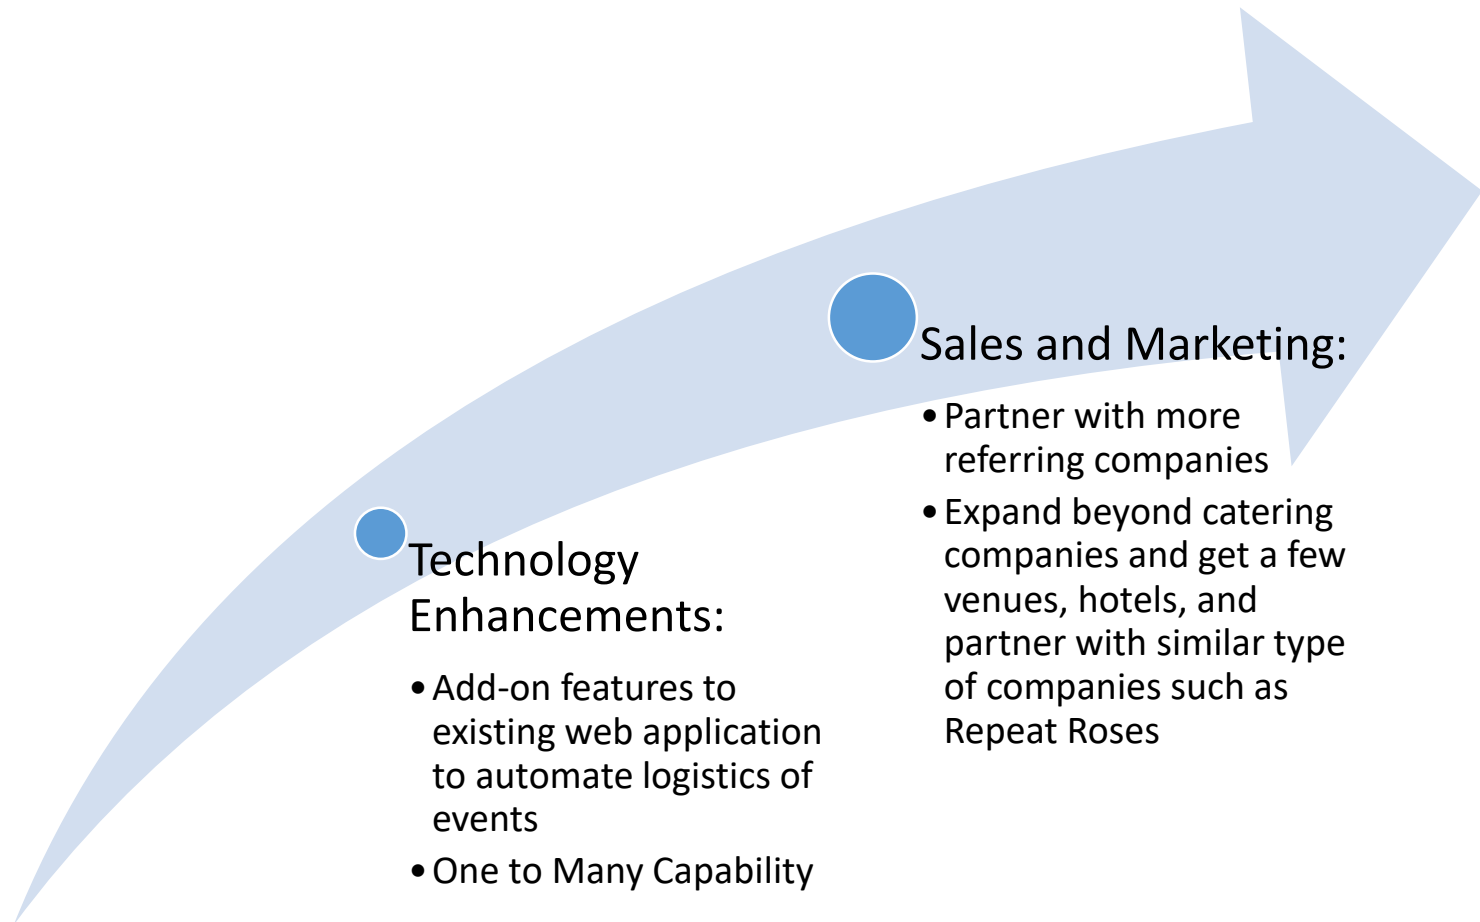 Technology
Enhancements:
•Add-on features to
existing web application
to automate logistics of
events
•One to Many Capability
Sales and Marketing:
•Partner with more
referring companies
•Expand beyond catering
companies and get a few
venues, hotels, and
partner with similar type
of companies such as
Repeat Roses